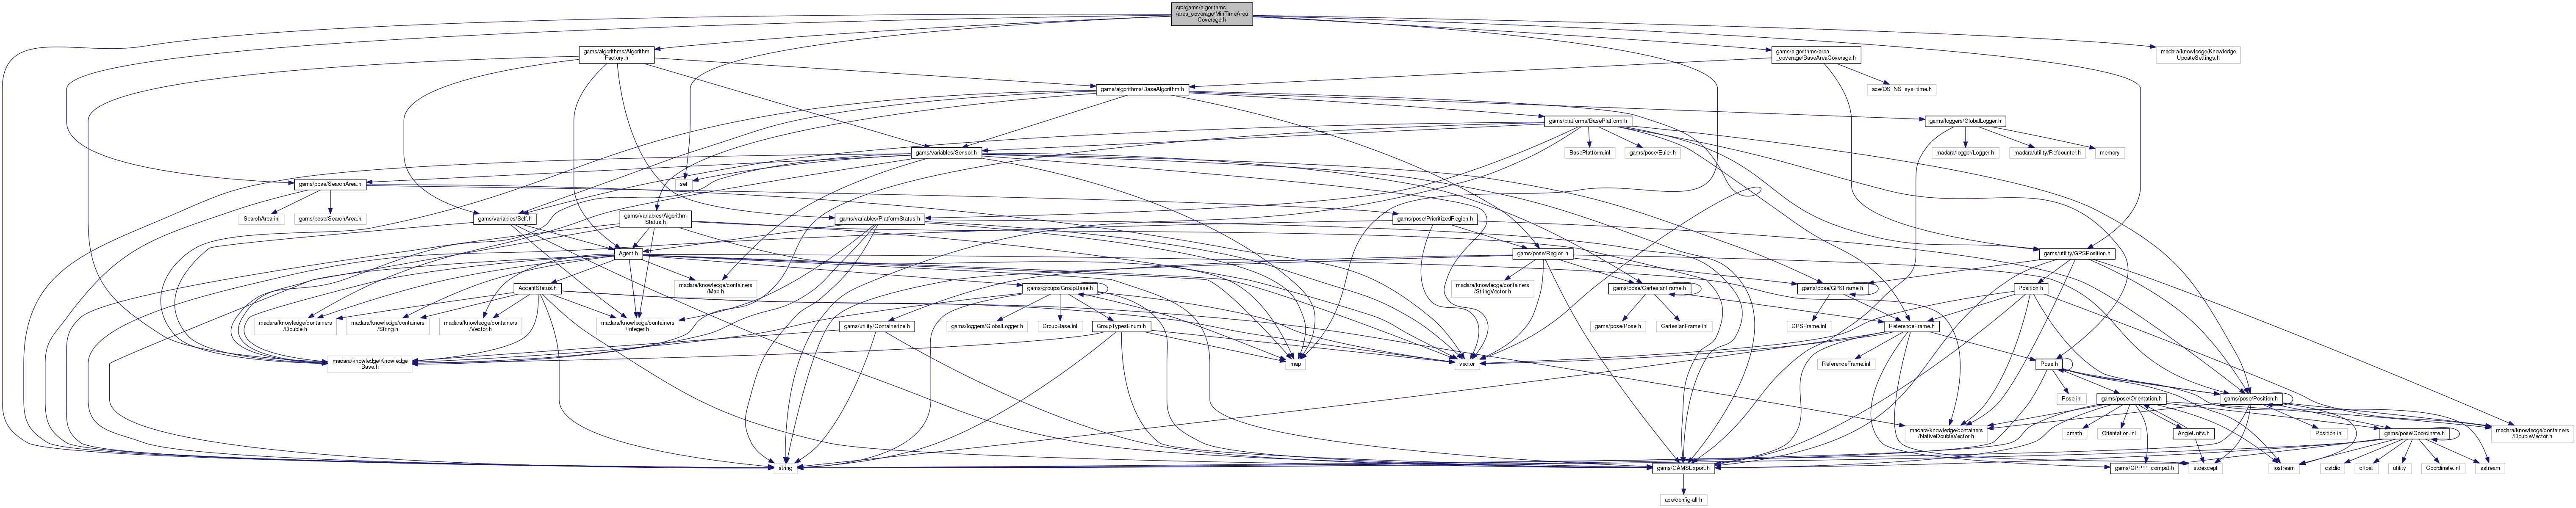 src/gams/algorithms
/area_coverage/MinTimeArea
Coverage.h
gams/algorithms/Algorithm
Factory.h
gams/algorithms/area
_coverage/BaseAreaCoverage.h
madara/knowledge/Knowledge
UpdateSettings.h
gams/algorithms/BaseAlgorithm.h
ace/OS_NS_sys_time.h
gams/platforms/BasePlatform.h
gams/loggers/GlobalLogger.h
gams/variables/Sensor.h
BasePlatform.inl
gams/pose/Euler.h
madara/logger/Logger.h
madara/utility/Refcounter.h
memory
gams/pose/SearchArea.h
set
SearchArea.inl
gams/pose/SearchArea.h
gams/variables/Self.h
gams/variables/Algorithm
Status.h
gams/variables/PlatformStatus.h
gams/pose/PrioritizedRegion.h
Agent.h
gams/pose/Region.h
gams/utility/GPSPosition.h
madara/knowledge/containers
/Map.h
madara/knowledge/containers
/StringVector.h
AccentStatus.h
gams/groups/GroupBase.h
gams/pose/CartesianFrame.h
gams/pose/GPSFrame.h
Position.h
madara/knowledge/containers
/Double.h
madara/knowledge/containers
/String.h
madara/knowledge/containers
/Vector.h
madara/knowledge/containers
/Integer.h
gams/utility/Containerize.h
gams/loggers/GlobalLogger.h
GroupBase.inl
GroupTypesEnum.h
gams/pose/Pose.h
CartesianFrame.inl
GPSFrame.inl
ReferenceFrame.h
madara/knowledge/Knowledge
Base.h
map
vector
ReferenceFrame.inl
Pose.h
Pose.inl
gams/pose/Orientation.h
gams/pose/Position.h
madara/knowledge/containers
/NativeDoubleVector.h
cmath
Orientation.inl
AngleUnits.h
Position.inl
gams/pose/Coordinate.h
madara/knowledge/containers
/DoubleVector.h
string
gams/GAMSExport.h
gams/CPP11_compat.h
stdexcept
iostream
cstdio
cfloat
utility
Coordinate.inl
sstream
ace/config-all.h